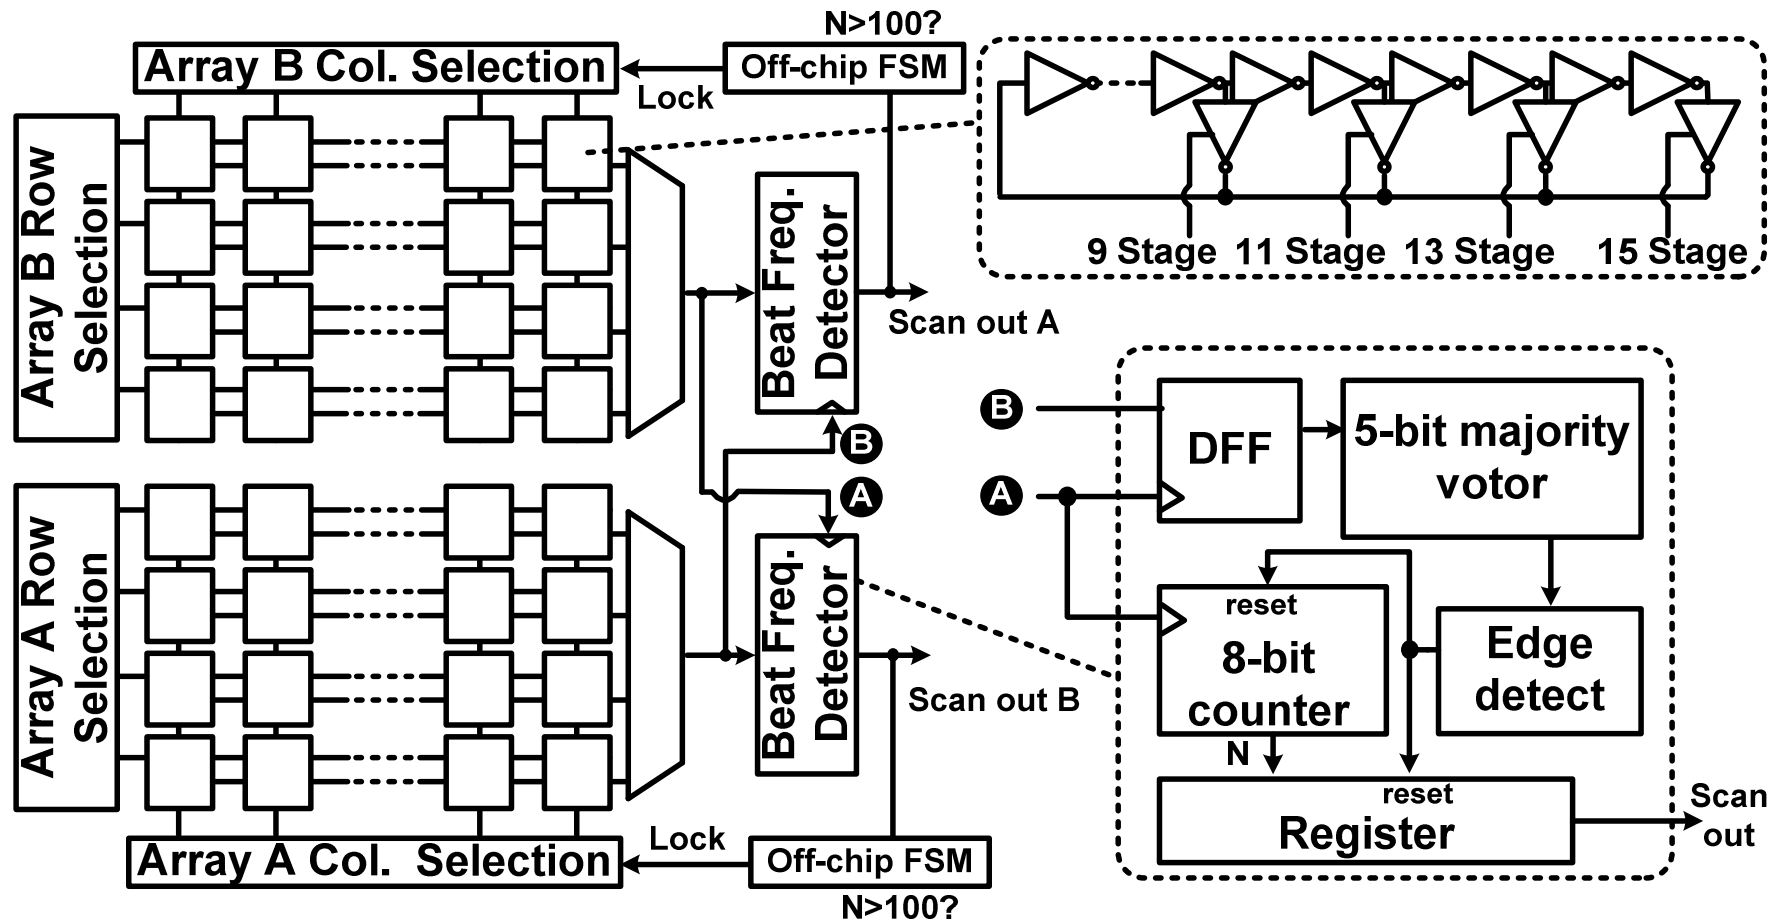 N>100?
Array B Col. Selection
Off-chip FSM
Lock
Array B Row
Selection
9 Stage
11 Stage
13 Stage
15 Stage
Beat Freq.
Detector
Scan out A
B
A
Array A Row
Selection
Beat Freq.
Detector
Scan out B
Array A Col. Selection
Lock
Off-chip FSM
N>100?
B
A
DFF
5-bit majority
votor
reset
8-bit
counter
Edge
detect
N
reset
Register
Scan
out